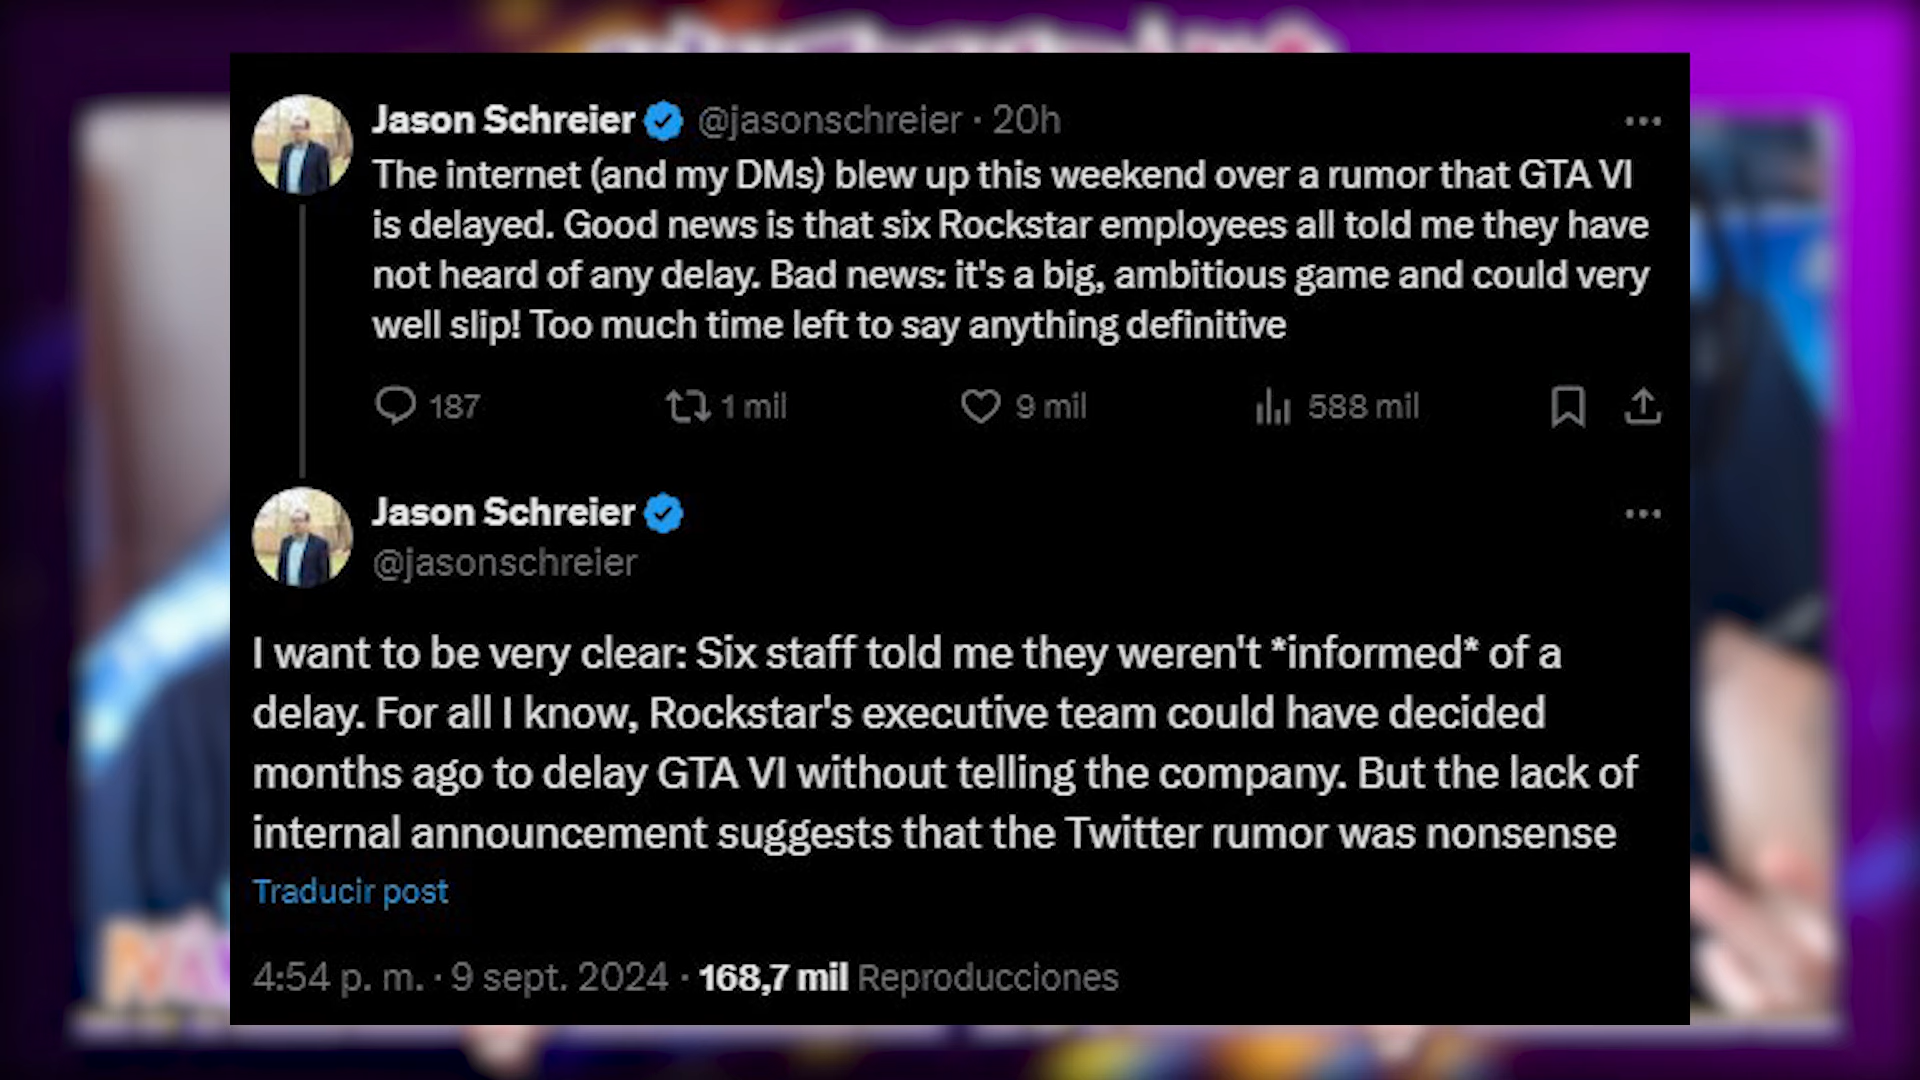 Jason Schreier @jasonschreier · 20h
The internet (and my DMs) blew up this weekend over a rumor that GTA VI
is delayed. Good news is that six Rockstar employees all told me they have
not heard of any delay. Bad news: it's a big, ambitious game and could very
well slip! Too much time left to say anything definitive
187 1 mil 9 mil 588 mil
Jason Schreier
@jasonschreier
I want to be very clear: Six staff told me they weren't *informed* of a
delay. For all I know, Rockstar's executive team could have decided
months ago to delay GTA VI without telling the company. But the lack of
internal announcement suggests that the Twitter rumor was nonsense
Traducir post
4:54 p. m. · 9 sept. 2024 · 168,7 mil Reproducciones